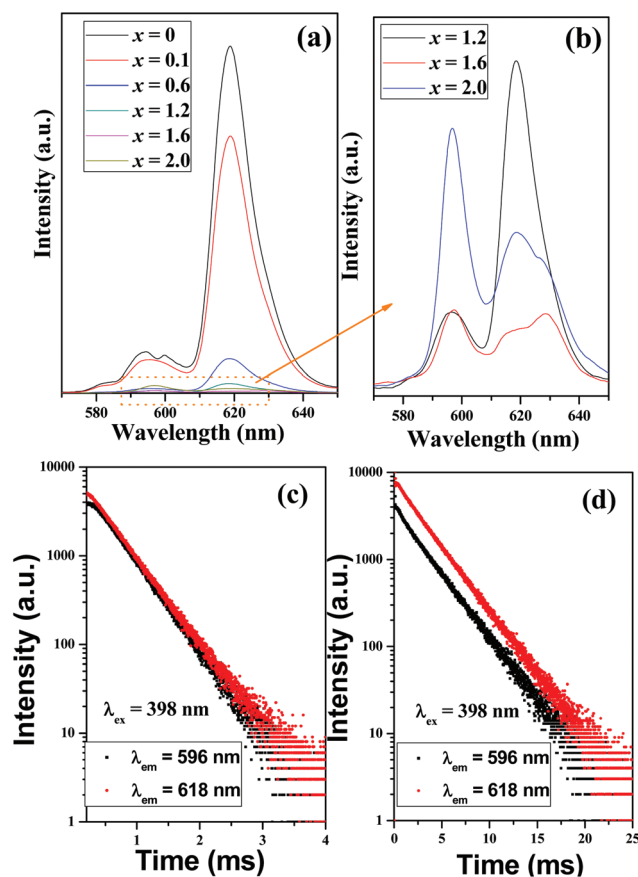 (a)
x = 0
x = 0.1
x = 0.6
x = 1.2
x = 1.6
x = 2.0
Intensity (a.u.)
580 600 620 640
Wavelength (nm)
(b)
x = 1.2
x = 1.6
x = 2.0
Intensity (a.u.)
580 600 620 640
Wavelength (nm)
(c)
10000
1000
100
10
1
Intensity (a.u.)
λex = 398 nm
λem = 596 nm
λem = 618 nm
1 2 3 4
Time (ms)
(d)
10000
1000
100
10
1
Intensity (a.u.)
λex = 398 nm
λem = 596 nm
λem = 618 nm
0 5 10 15 20 25
Time (ms)